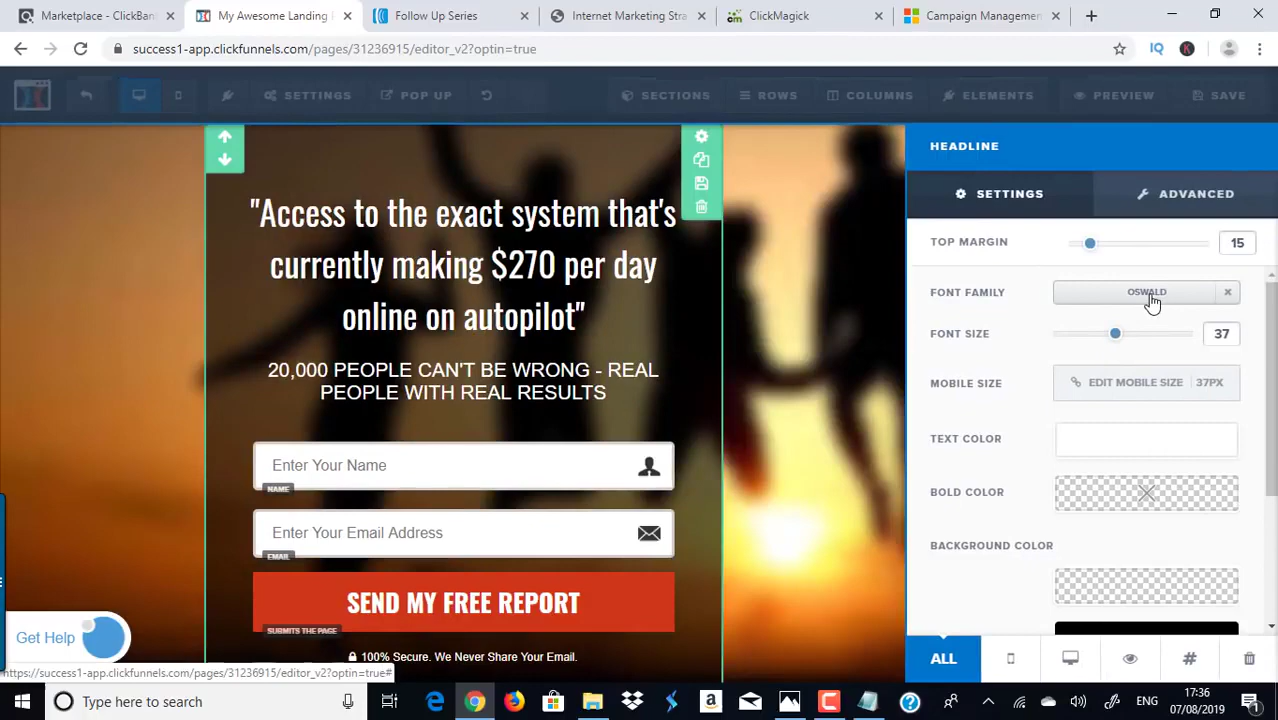 Marketplace - ClickBan
My Awesome Landing
Follow Up Series
Internet Marketing Stra
ClickMagick
Campaign Managemen
success1-app.clickfunnels.com/pages/31236915/editor_v2?optin=true
IQ
K
SETTINGS
POP UP
SECTIONS
ROWS
COLUMNS
ELEMENTS
PREVIEW
SAVE
HEADLINE
SETTINGS
ADVANCED
"Access to the exact system that's
currently making $270 per day
online on autopilot"
20,000 PEOPLE CAN'T BE WRONG - REAL
PEOPLE WITH REAL RESULTS
Enter Your Name
NAME
Enter Your Email Address
EMAIL
SEND MY FREE REPORT
SUBMITS THE PAGE
100% Secure. We Never Share Your Email.
TOP MARGIN
15
FONT FAMILY
OSWALD
FONT SIZE
37
MOBILE SIZE
EDIT MOBILE SIZE
37PX
TEXT COLOR
BOLD COLOR
BACKGROUND COLOR
ALL
Get Help
https://success1-app.clickfunnels.com/pages/31236915/editor_v2?optin=true#
Type here to search
ENG
17:36
07/08/2019
1